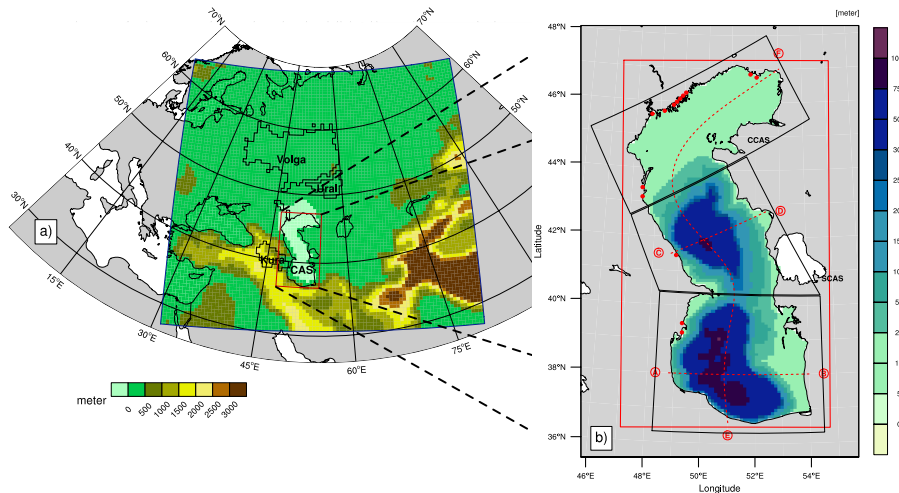 70°N
70°N
60°N
60°N
50°N
50°N
40°N
30°N
Volga
Ural
Kura
CAS
a)
15°E
30°E
45°E
60°E
75°E
meter
0
500
1000
1500
2000
2500
3000
[meter]
48°N
46°N
44°N
42°N
40°N
38°N
36°N
Latitude
F
CCAS
D
C
SCAS
A
B
E
b)
46°E
48°E
50°E
52°E
54°E
Longitude